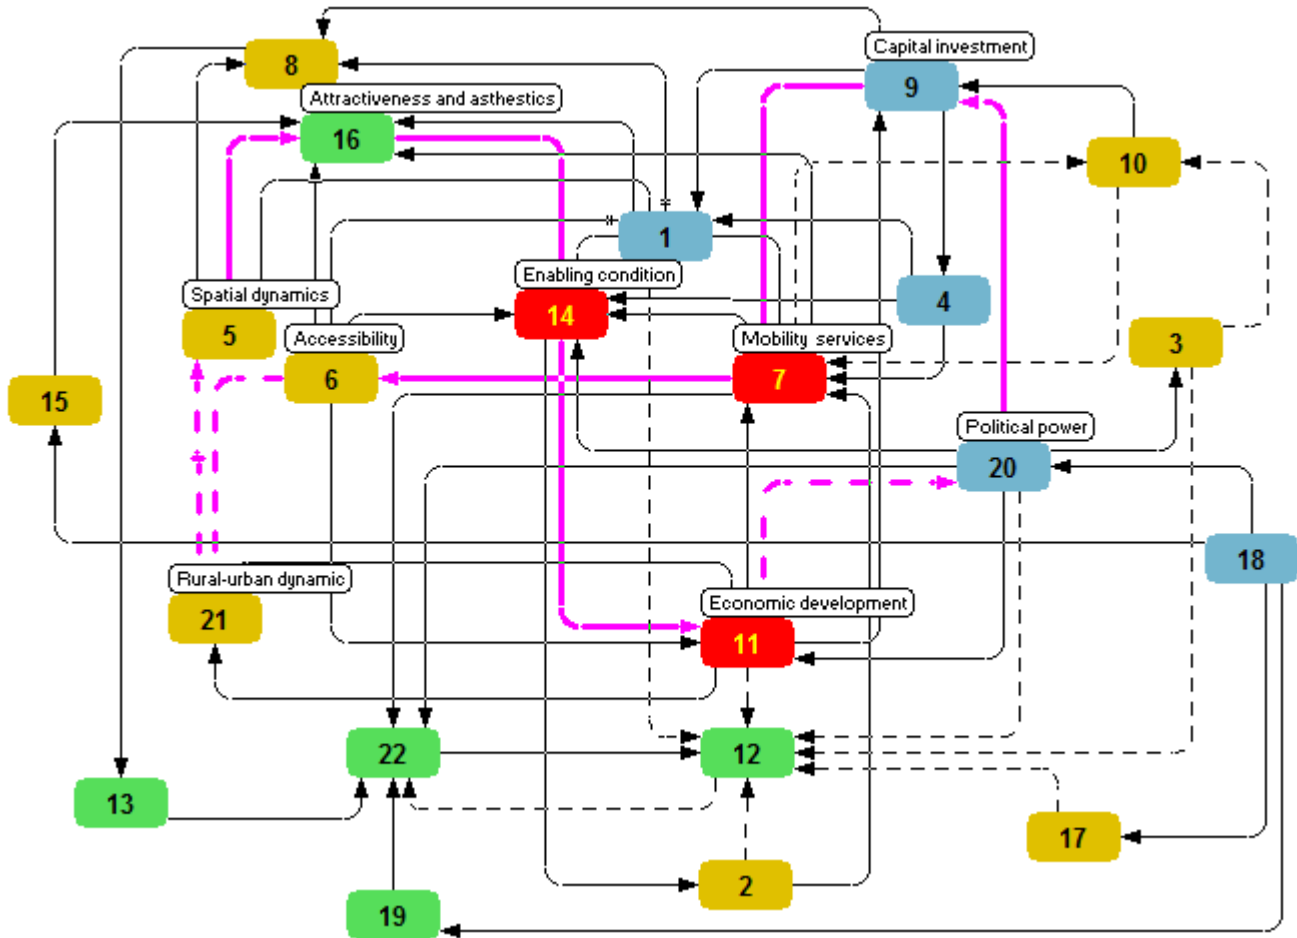 Capital investment
8
9
Attractiveness and asthestics
16
10
1
Enabling condition
Spatial dynamics
14
4
Accessibility
Mobility services
5
3
6
7
15
Political power
20
18
Rural-urban dynamic
Economic development
21
11
22
12
13
17
2
19